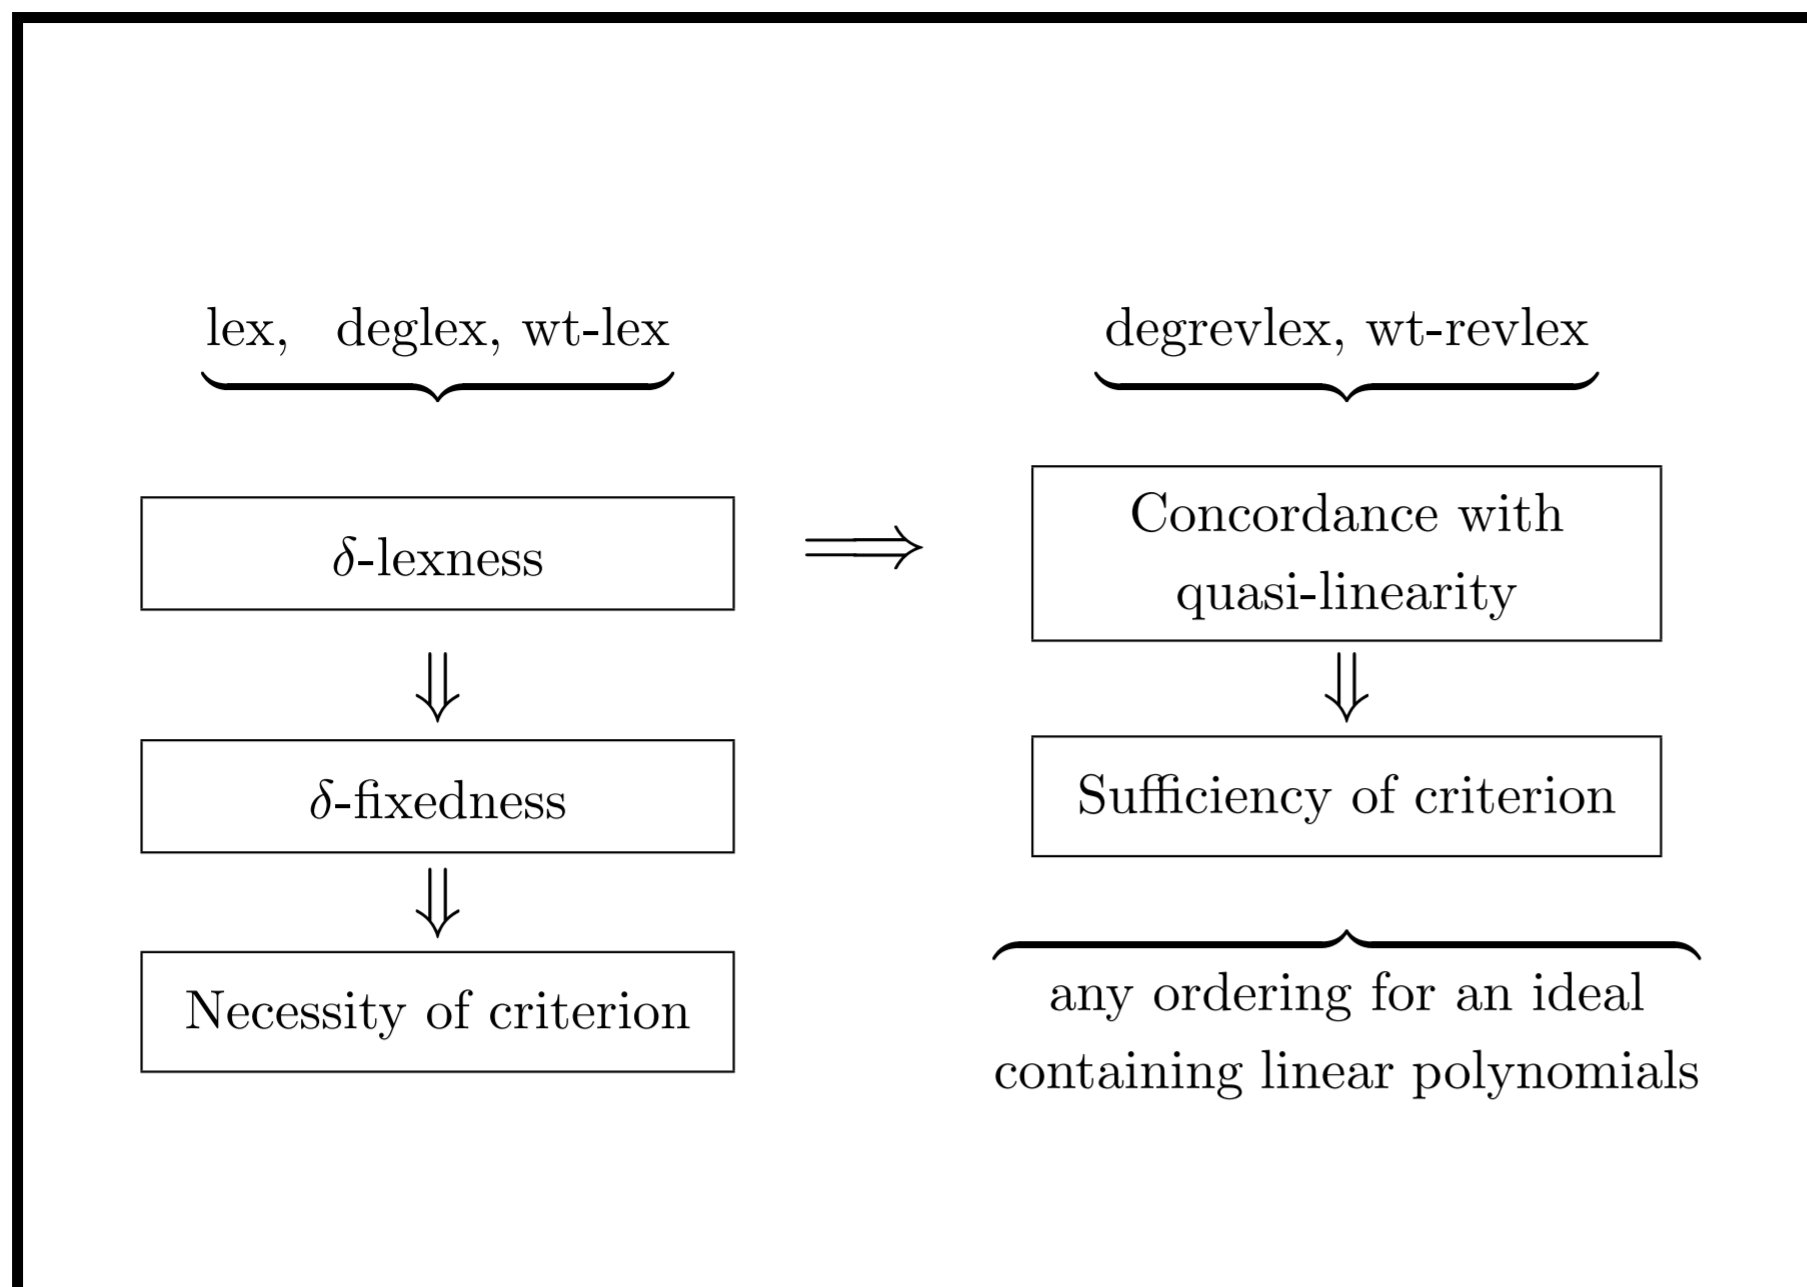 lex, deglex, wt-lex
δ-lexness
⟹
⇓
δ-fixedness
⇓
Necessity of criterion
degrevlex, wt-revlex
Concordance with
quasi-linearity
⇓
Sufficiency of criterion
any ordering for an ideal
containing linear polynomials